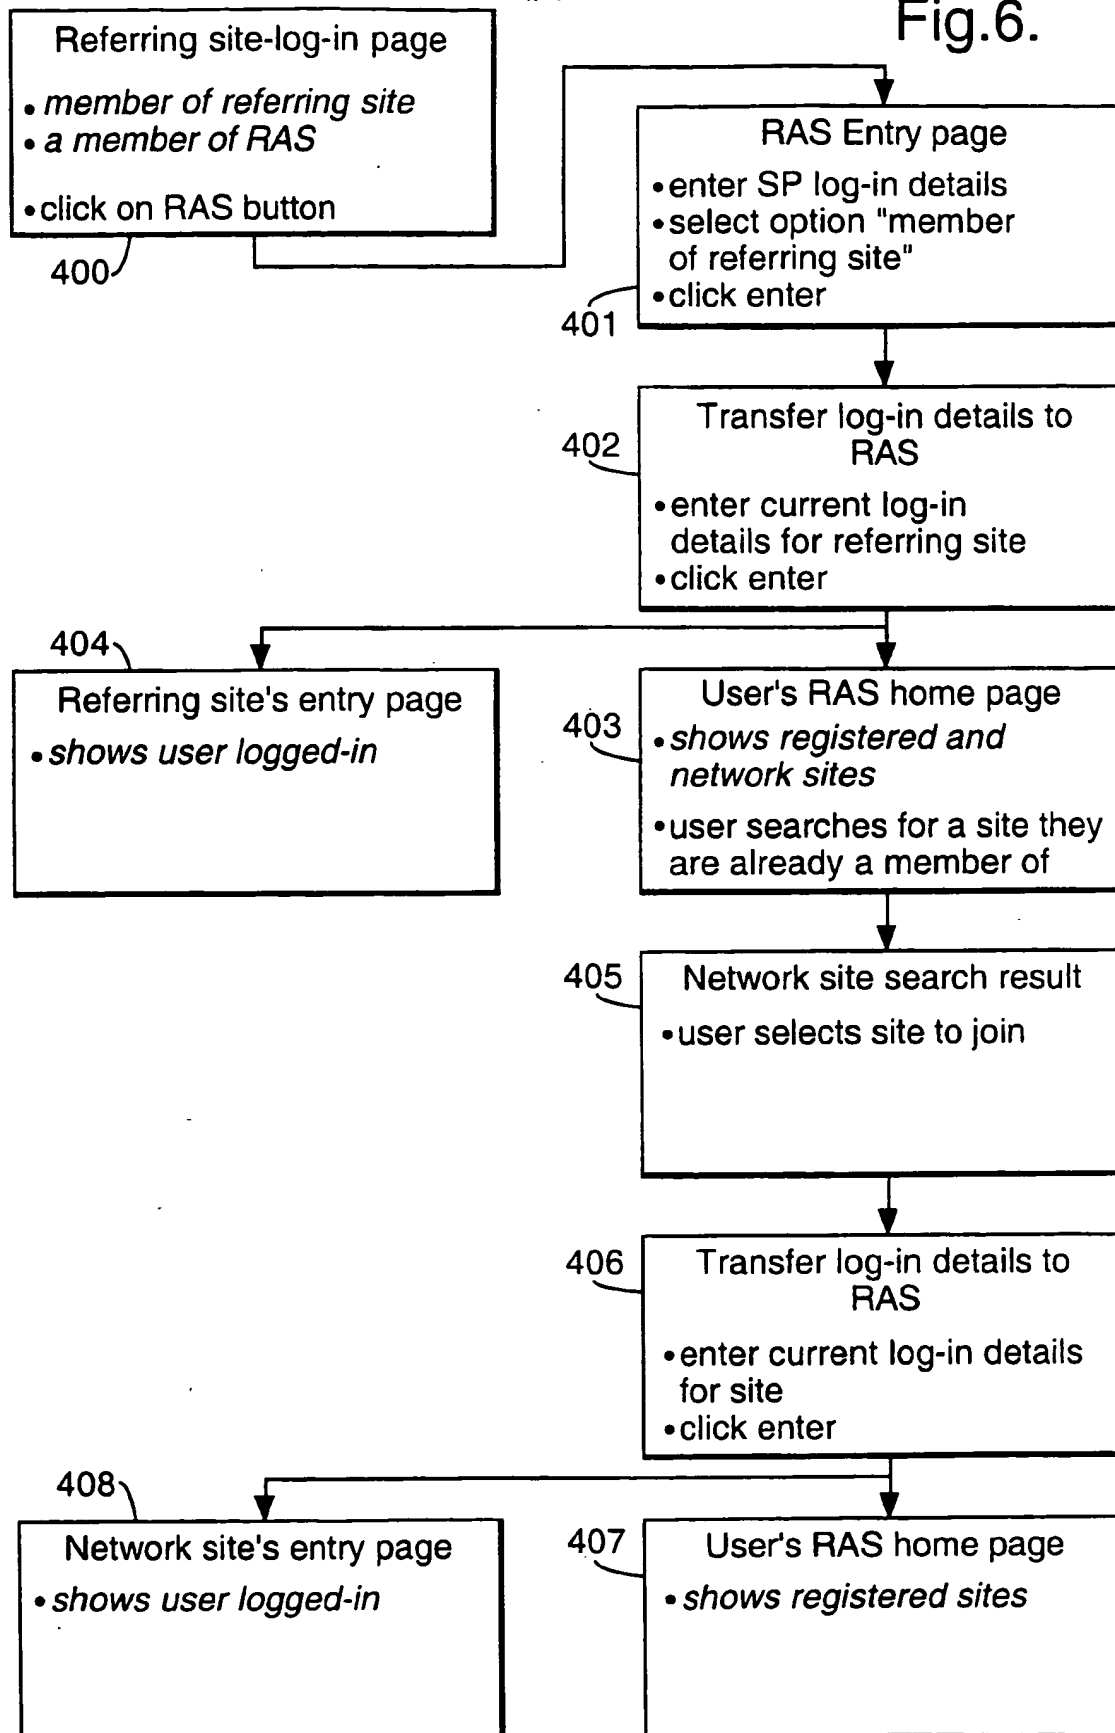 Fig.6.
Referring site-log-in page
• member of referring site
• a member of RAS
• click on RAS button
400
RAS Entry page
• enter SP log-in details
• select option "member
of referring site"
• click enter
401
Transfer log-in details to
RAS
402
• enter current log-in
details for referring site
• click enter
404
Referring site's entry page
• shows user logged-in
User's RAS home page
403
• shows registered and
network sites
• user searches for a site they
are already a member of
405
Network site search result
• user selects site to join
406
Transfer log-in details to
RAS
• enter current log-in details
for site
• click enter
408
Network site's entry page
• shows user logged-in
407
User's RAS home page
• shows registered sites